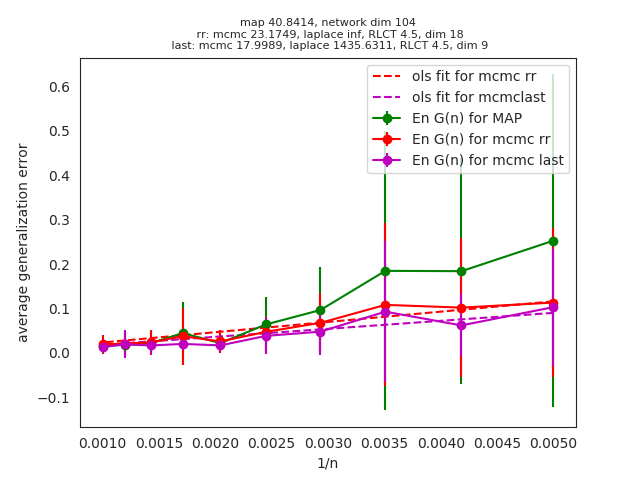 map 40.8414, network dim 104
rr: mcmc 23.1749, laplace inf, RLCT 4.5, dim 18
last: mcmc 17.9989, laplace 1435.6311, RLCT 4.5, dim 9
ols fit for mcmc rr
ols fit for mcmclast
En G(n) for MAP
En G(n) for mcmc rr
En G(n) for mcmc last
average generalization error
0.6
0.5
0.4
0.3
0.2
0.1
0.0
−0.1
0.0010 0.0015 0.0020 0.0025 0.0030 0.0035 0.0040 0.0045 0.0050
1/n